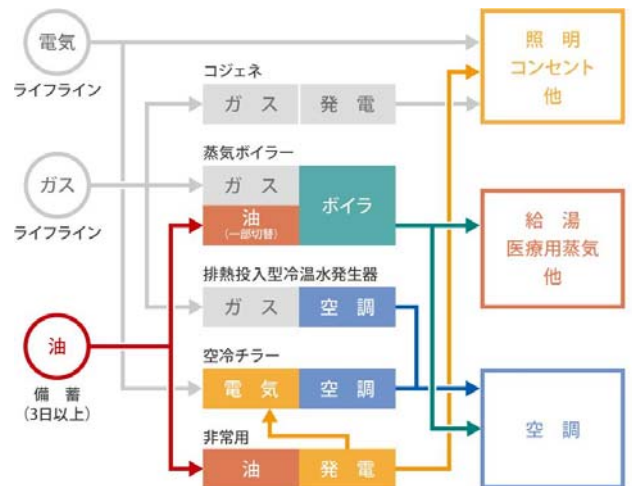 電気
ライフライン
ガス
ライフライン
油
備 蓄
（3日以上）
コジェネ
ガ ス
発 電
蒸気ボイラー
ガ ス
油
（一部切替）
ボイラ
排熱投入型冷温水発生器
ガ ス
空 調
空冷チラー
電 気
空 調
非常用
油
発 電
照 明
コンセント
他
給 湯
医療用蒸気
他
空 調